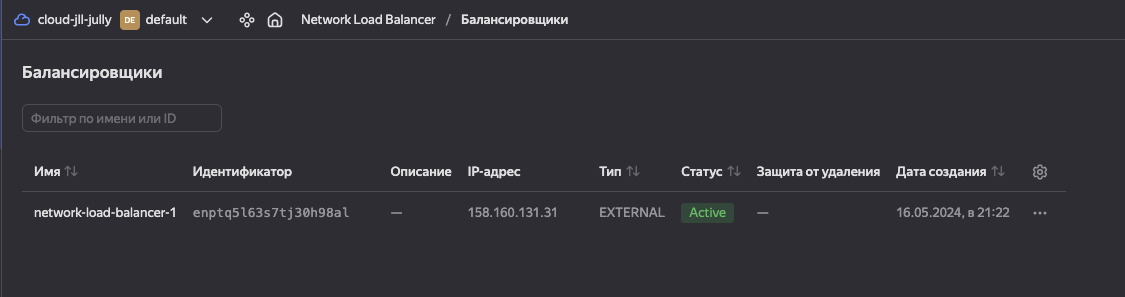 cloud-jll-jully DE default Network Load Balancer / Балансировщики
Балансировщики
Фильтр по имени или ID
Имя Идентификатор Описание IP-адрес Тип Статус Защита от удаления Дата создания
network-load-balancer-1 enptq5l63s7tj30h98al — 158.160.131.31 EXTERNAL Active — 16.05.2024, в 21:22